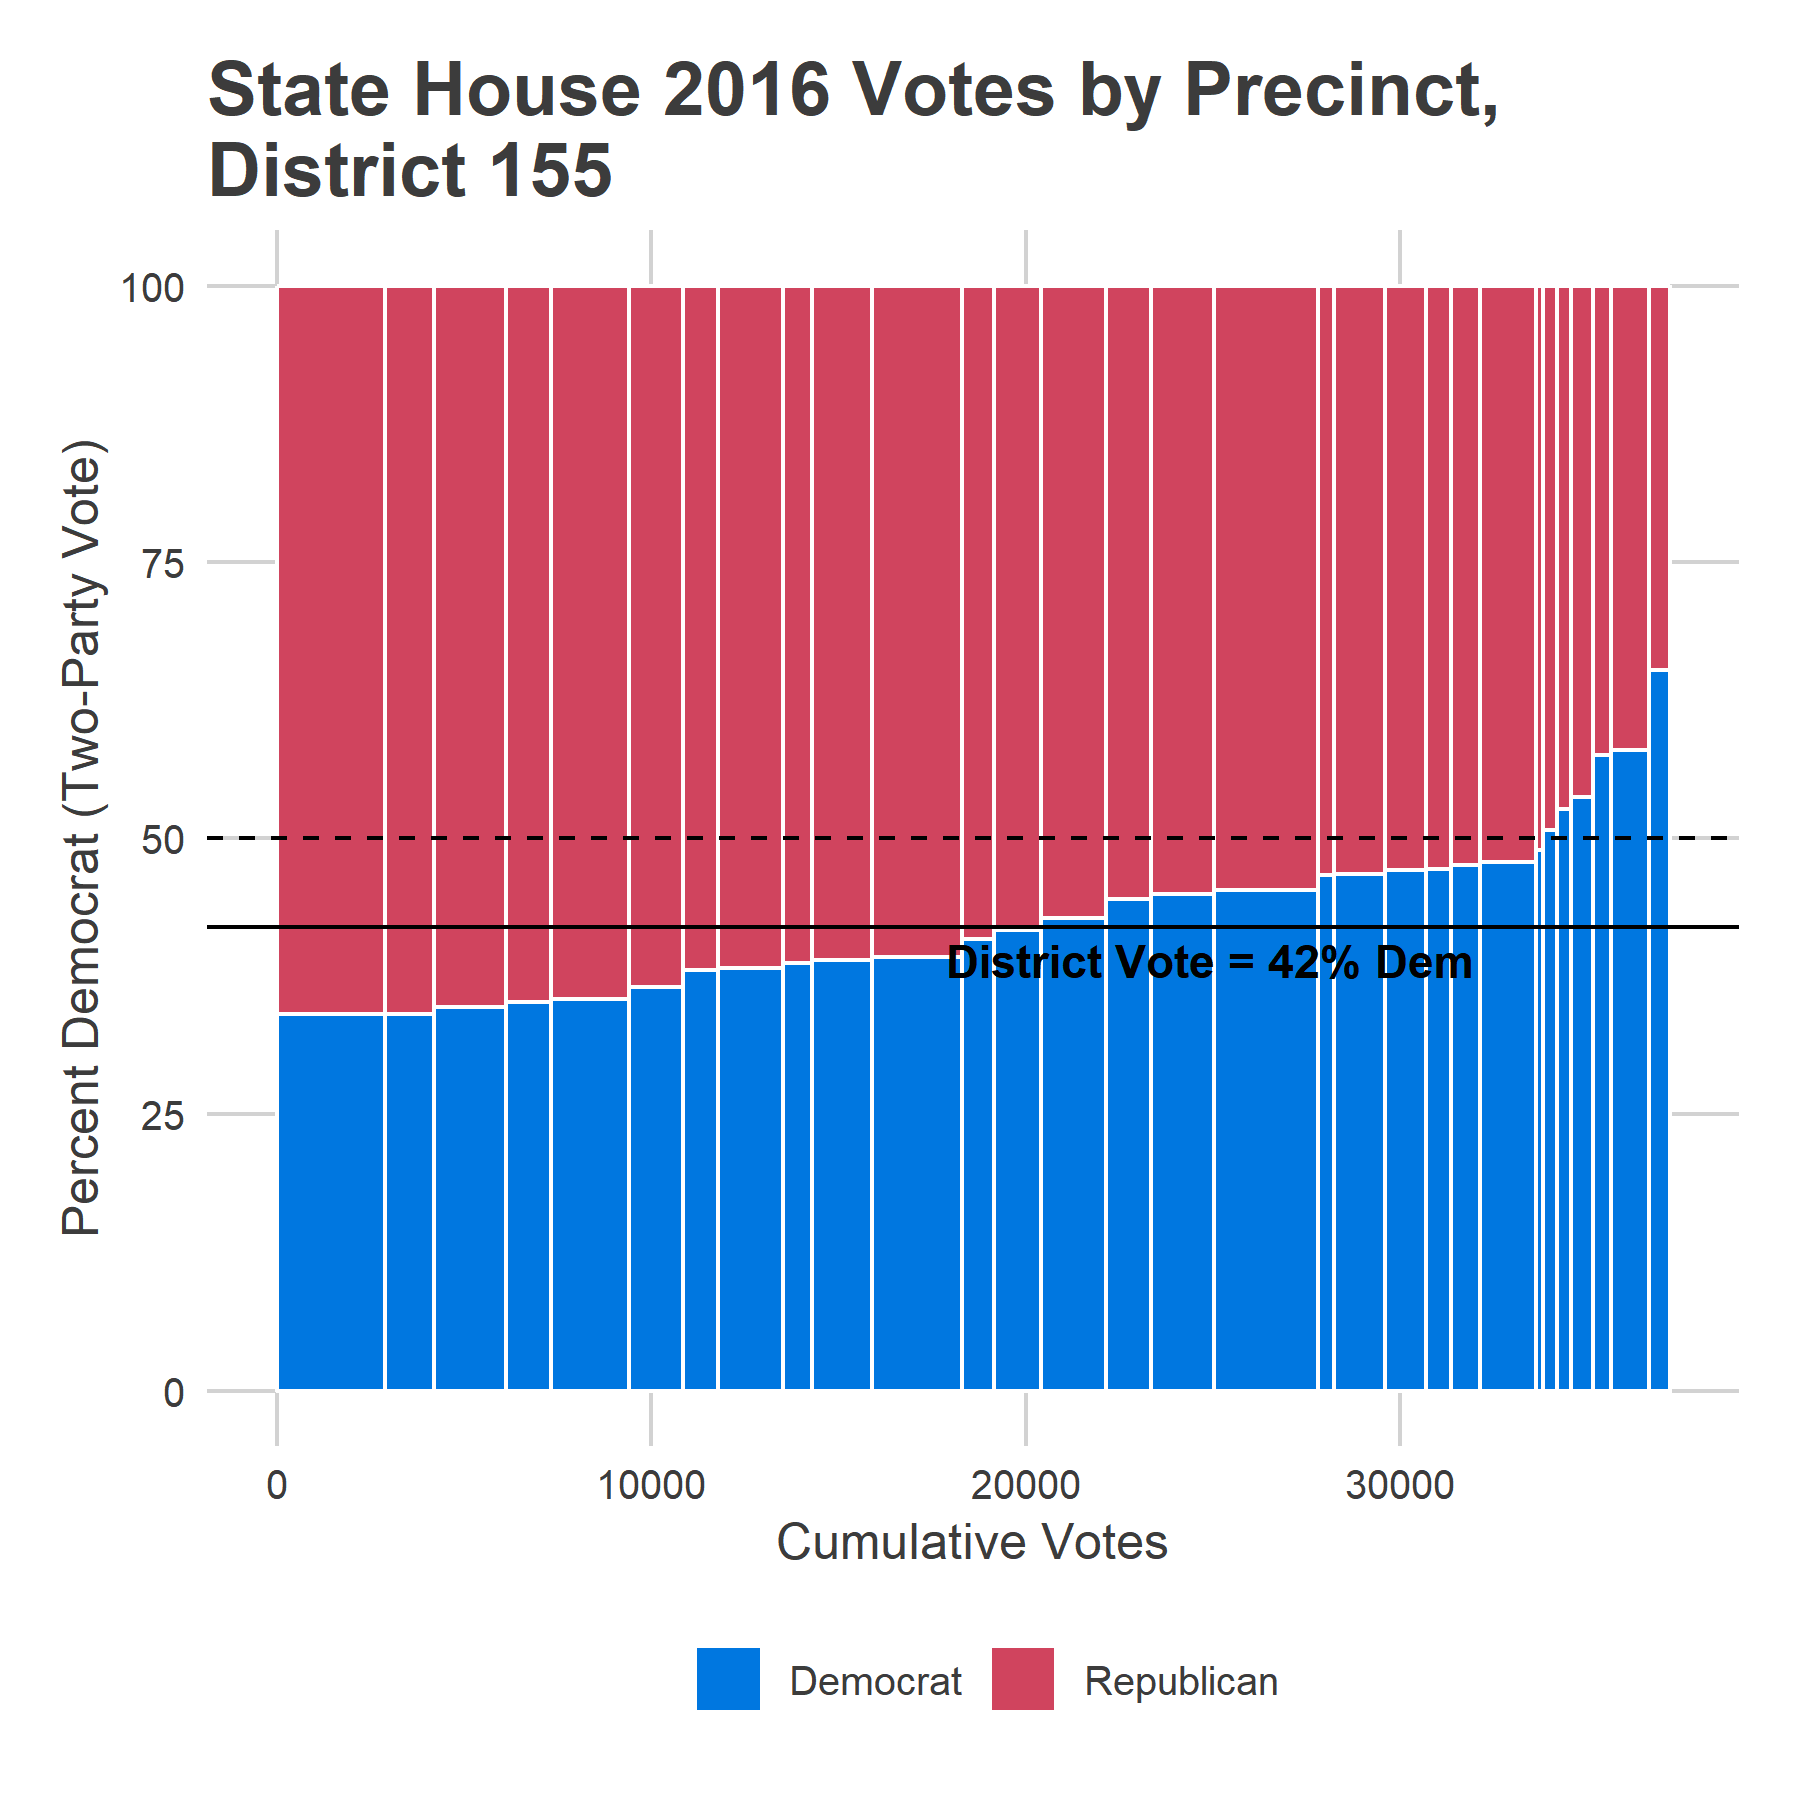 State House 2016 Votes by Precinct,
District 155
Percent Democrat (Two-Party Vote)
100
75
50
25
0
District Vote = 42% Dem
0 10000 20000 30000
Cumulative Votes
Democrat Republican